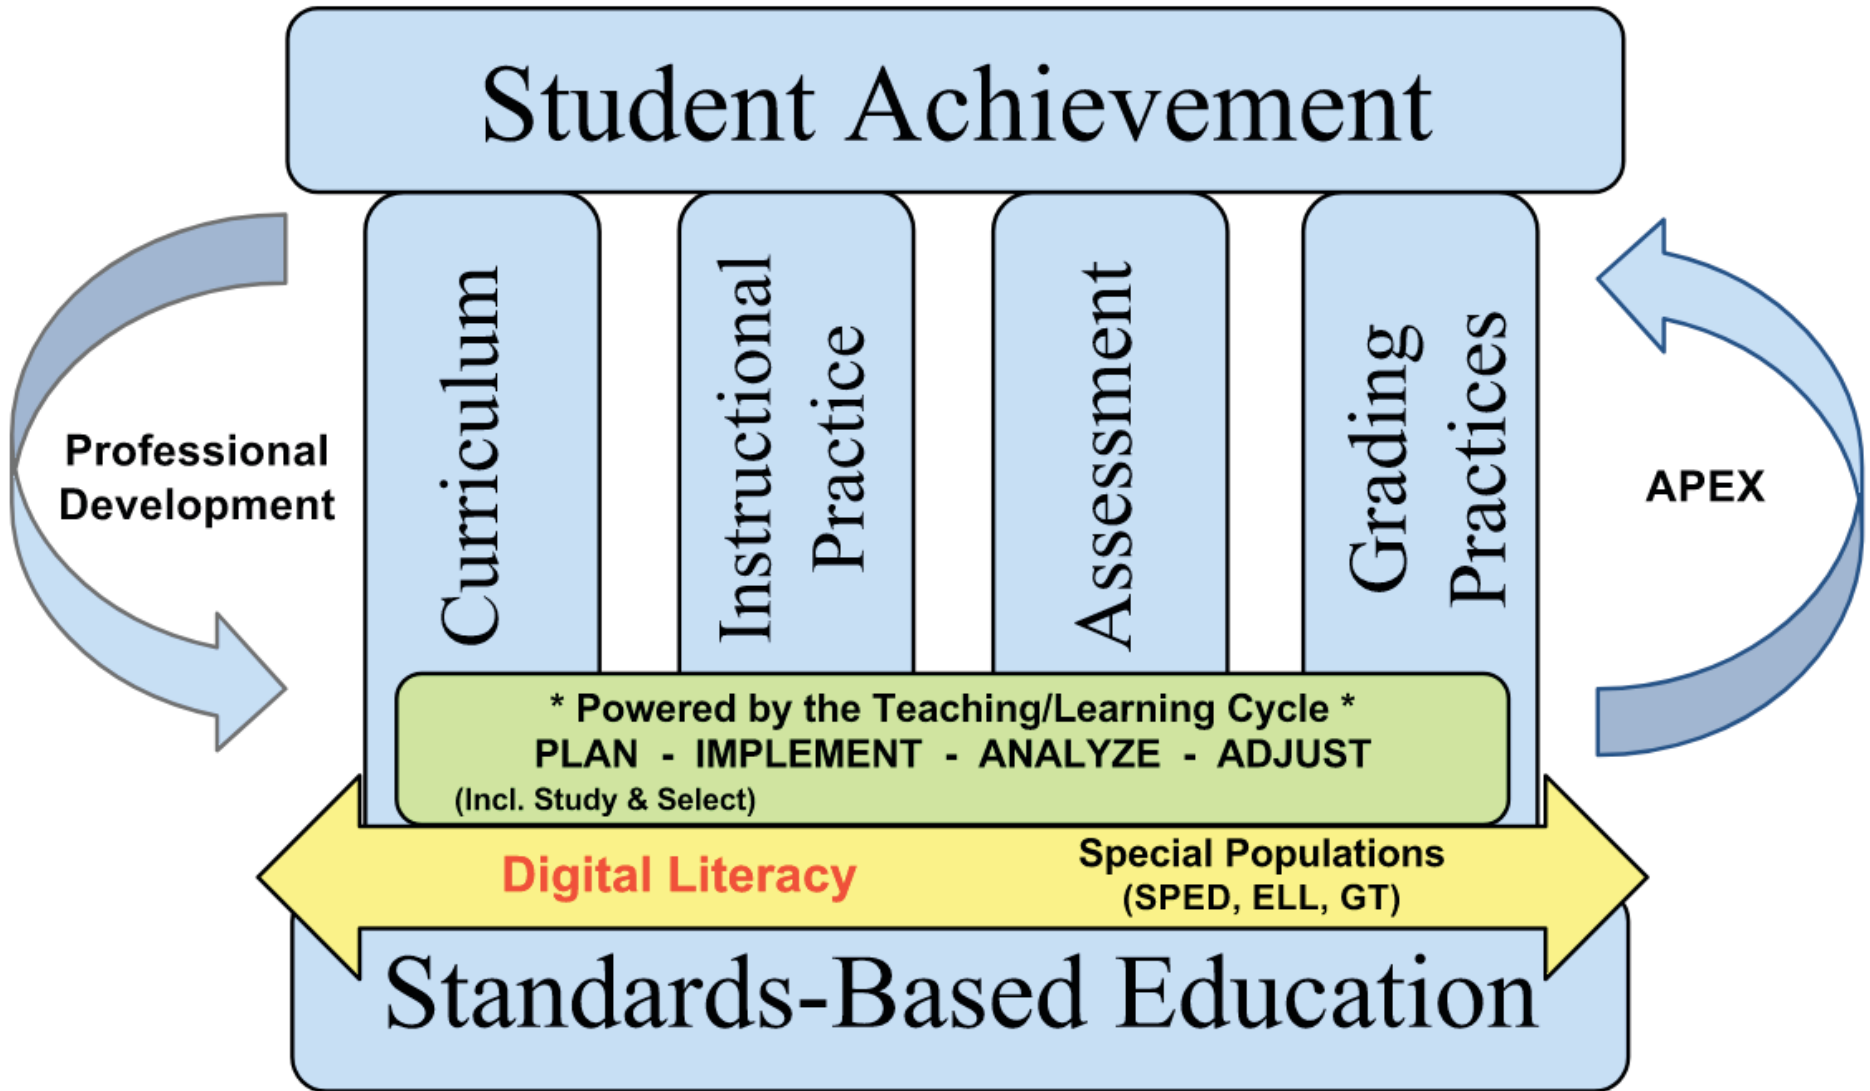 Student Achievement
Professional
Development
Curriculum
Instructional
Practice
Assessment
Grading
Practices
APEX
* Powered by the Teaching/Learning Cycle *
PLAN - IMPLEMENT - ANALYZE - ADJUST
(Incl. Study & Select)
Digital Literacy
Special Populations
(SPED, ELL, GT)
Standards-Based Education